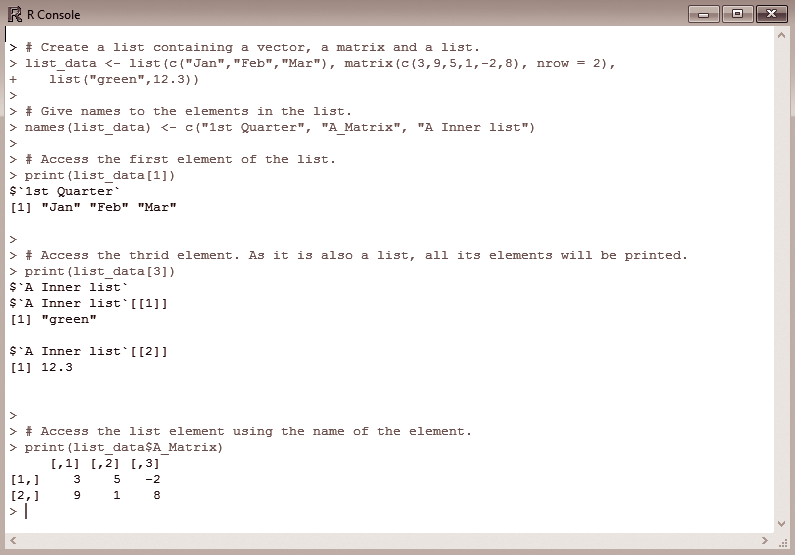 R Console
> # Create a list containing a vector, a matrix and a list.
> list_data <- list(c("Jan","Feb","Mar"), matrix(c(3,9,5,1,-2,8), nrow = 2),
+    list("green",12.3))
>
> # Give names to the elements in the list.
> names(list_data) <- c("1st Quarter", "A_Matrix", "A Inner list")
>
> # Access the first element of the list.
> print(list_data[1])
$`1st Quarter`
[1] "Jan" "Feb" "Mar"

>
> # Access the thrid element. As it is also a list, all its elements will be printed.
> print(list_data[3])
$`A Inner list`
$`A Inner list`[[1]]
[1] "green"

$`A Inner list`[[2]]
[1] 12.3


>
> # Access the list element using the name of the element.
> print(list_data$A_Matrix)
     [,1] [,2] [,3]
[1,]    3    5   -2
[2,]    9    1    8
>